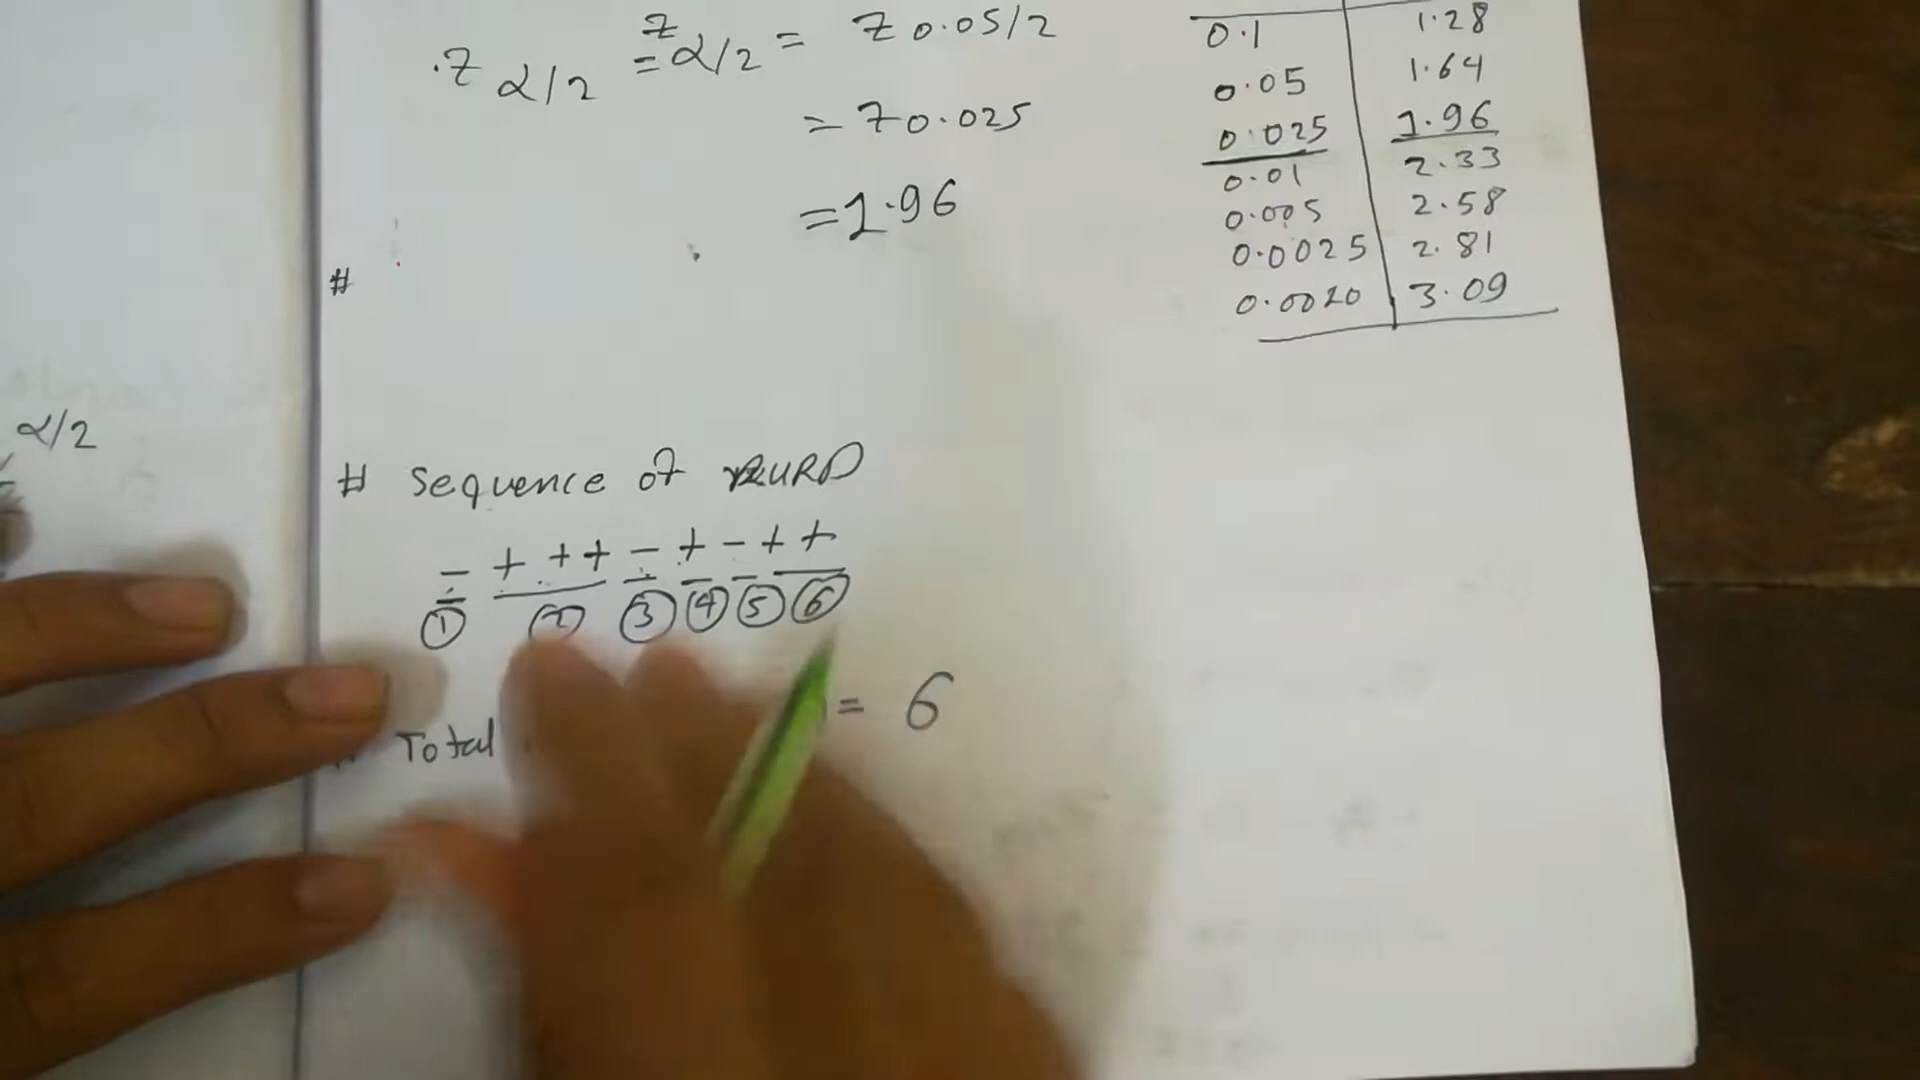 .Z α/2 = Z α/2 = Z 0.05/2
= Z 0.025
= 1.96
0.1 1.28
0.05 1.64
0.025 1.96
0.01 2.33
0.005 2.58
0.0025 2.81
0.0020 3.09
#
α/2
# Sequence of RURD
− + + + − + − + +
① ② ③ ④ ⑤ ⑥
Total = 6